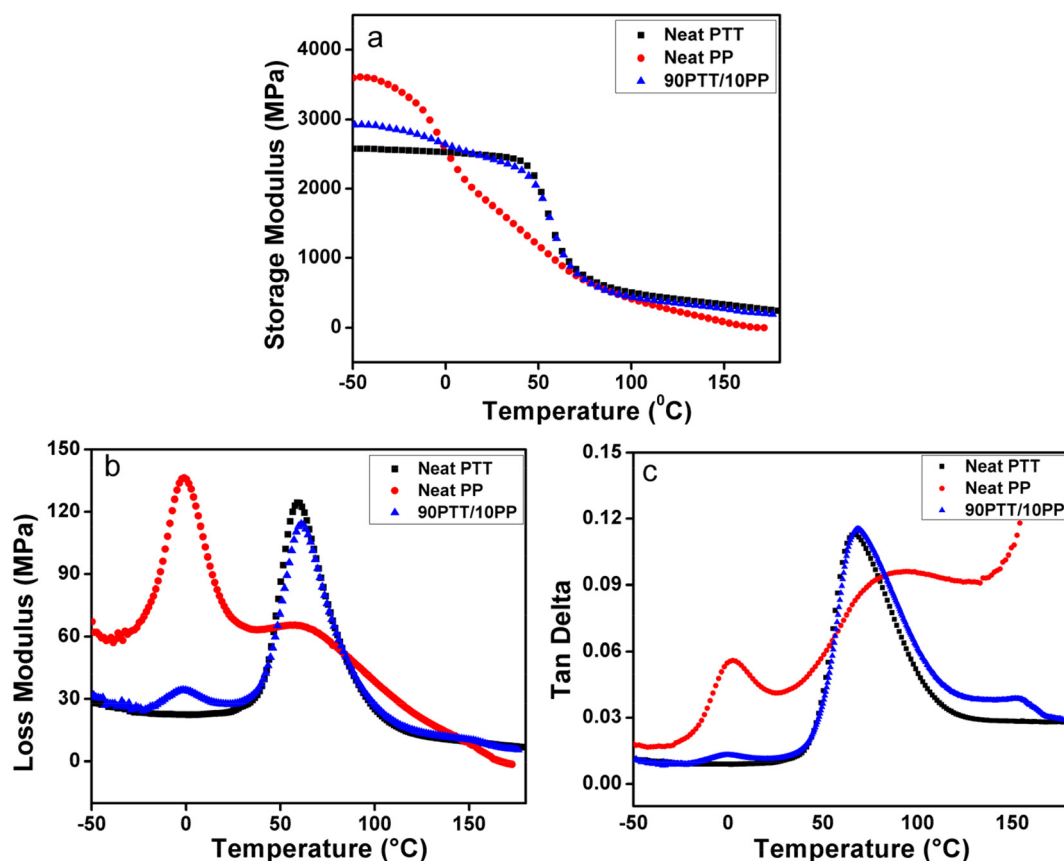 a
Neat PTT
Neat PP
90PTT/10PP
Storage Modulus (MPa)
4000
3000
2000
1000
0
-50 0 50 100 150
Temperature (⁰C)
b
Neat PTT
Neat PP
90PTT/10PP
Loss Modulus (MPa)
150
120
90
60
30
0
-50 0 50 100 150
Temperature (°C)
c
Neat PTT
Neat PP
90PTT/10PP
Tan Delta
0.15
0.12
0.09
0.06
0.03
0.00
-50 0 50 100 150
Temperature (°C)